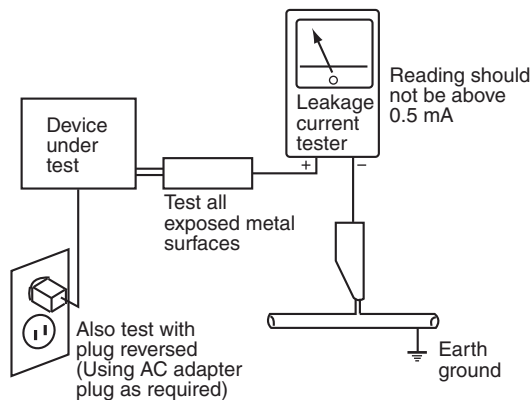 Device
under
test
Leakage
current
tester
+ –
Reading should
not be above
0.5 mA
Test all
exposed metal
surfaces
Also test with
plug reversed
(Using AC adapter
plug as required)
Earth
ground